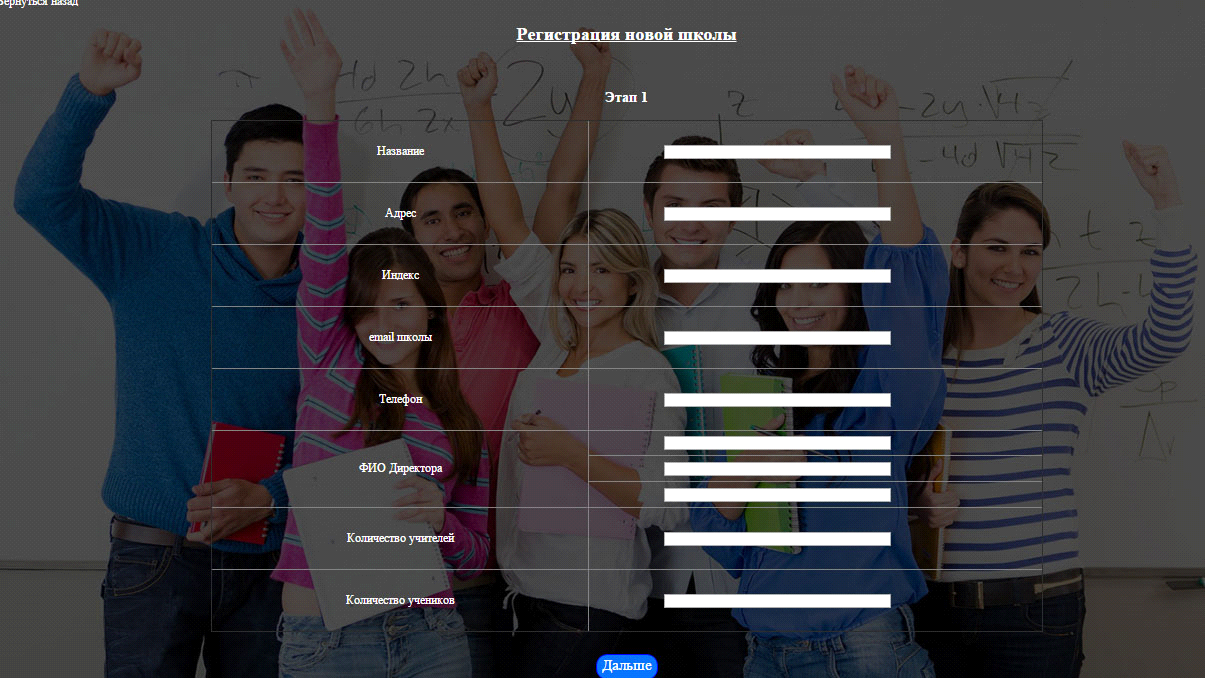 Вернуться назад
Регистрация новой школы
Этап 1
Название
Адрес
Индекс
email школы
Телефон
ФИО Директора
Количество учителей
Количество учеников
Дальше